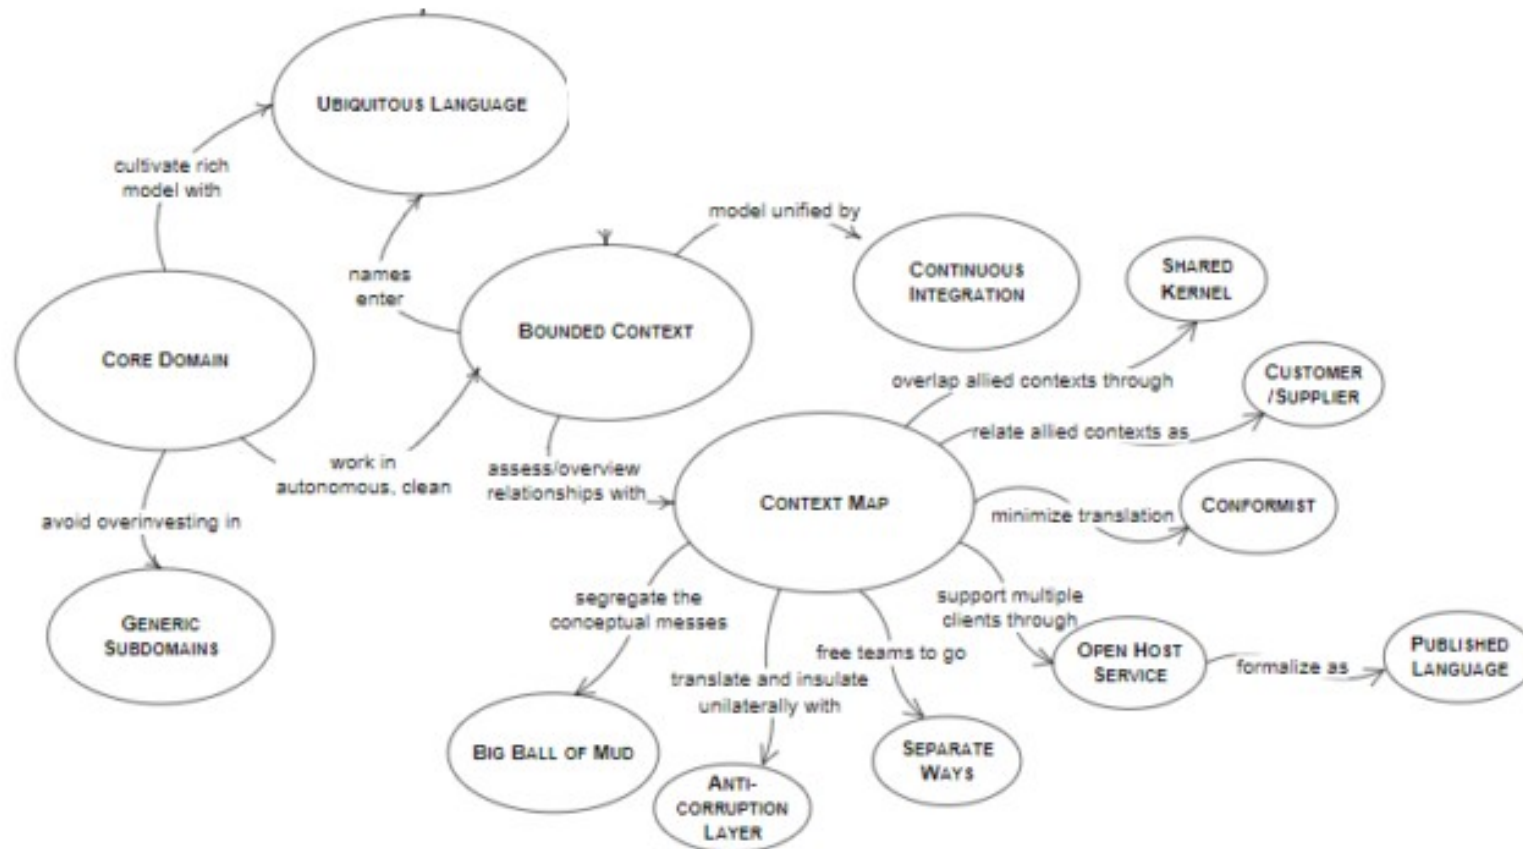 UBIQUITOUS LANGUAGE
cultivate rich
model with
model unified by
names
enter
CONTINUOUS
INTEGRATION
SHARED
KERNEL
BOUNDED CONTEXT
CORE DOMAIN
overlap allied contexts through
CUSTOMER
/SUPPLIER
relate allied contexts as
work in
autonomous, clean
assess/overview
relationships with
CONTEXT MAP
minimize translation
CONFORMIST
avoid overinvesting in
GENERIC
SUBDOMAINS
segregate the
conceptual messes
support multiple
clients through
free teams to go
translate and insulate
unilaterally with
OPEN HOST
SERVICE
formalize as
PUBLISHED
LANGUAGE
BIG BALL OF MUD
SEPARATE
WAYS
ANTI-
CORRUPTION
LAYER